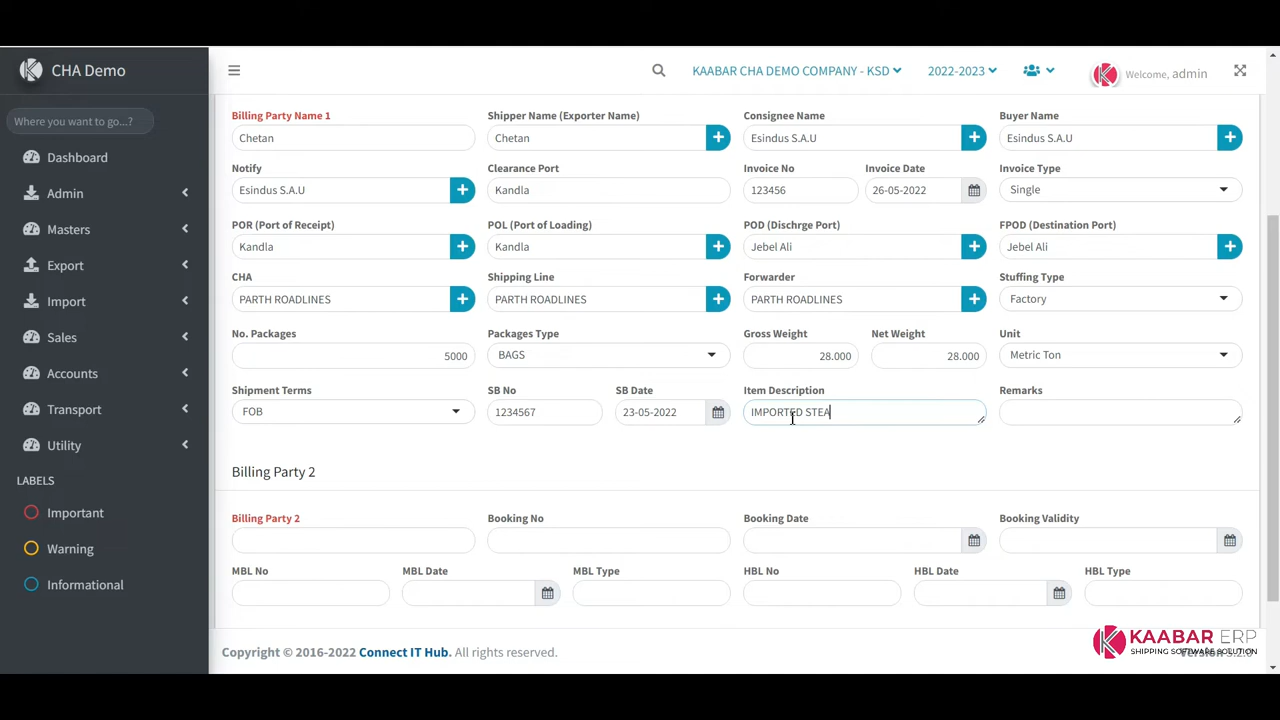 CHA Demo
KAABAR CHA DEMO COMPANY - KSD
2022-2023
Welcome, admin
Where you want to go...?
Dashboard
Admin
Masters
Export
Import
Sales
Accounts
Transport
Utility
LABELS
Important
Warning
Informational
Billing Party Name 1 Shipper Name (Exporter Name) Consignee Name Buyer Name
Chetan Chetan Esindus S.A.U Esindus S.A.U
Notify Clearance Port Invoice No Invoice Date Invoice Type
Esindus S.A.U Kandla 123456 26-05-2022 Single
POR (Port of Receipt) POL (Port of Loading) POD (Dischrge Port) FPOD (Destination Port)
Kandla Kandla Jebel Ali Jebel Ali
CHA Shipping Line Forwarder Stuffing Type
PARTH ROADLINES PARTH ROADLINES PARTH ROADLINES Factory
No. Packages Packages Type Gross Weight Net Weight Unit
5000 BAGS 28.000 28.000 Metric Ton
Shipment Terms SB No SB Date Item Description Remarks
FOB 1234567 23-05-2022 IMPORTED STEA
Billing Party 2
Billing Party 2 Booking No Booking Date Booking Validity
MBL No MBL Date MBL Type HBL No HBL Date HBL Type
Copyright © 2016-2022 Connect IT Hub. All rights reserved.
KAABAR ERP
SHIPPING SOFTWARE SOLUTION